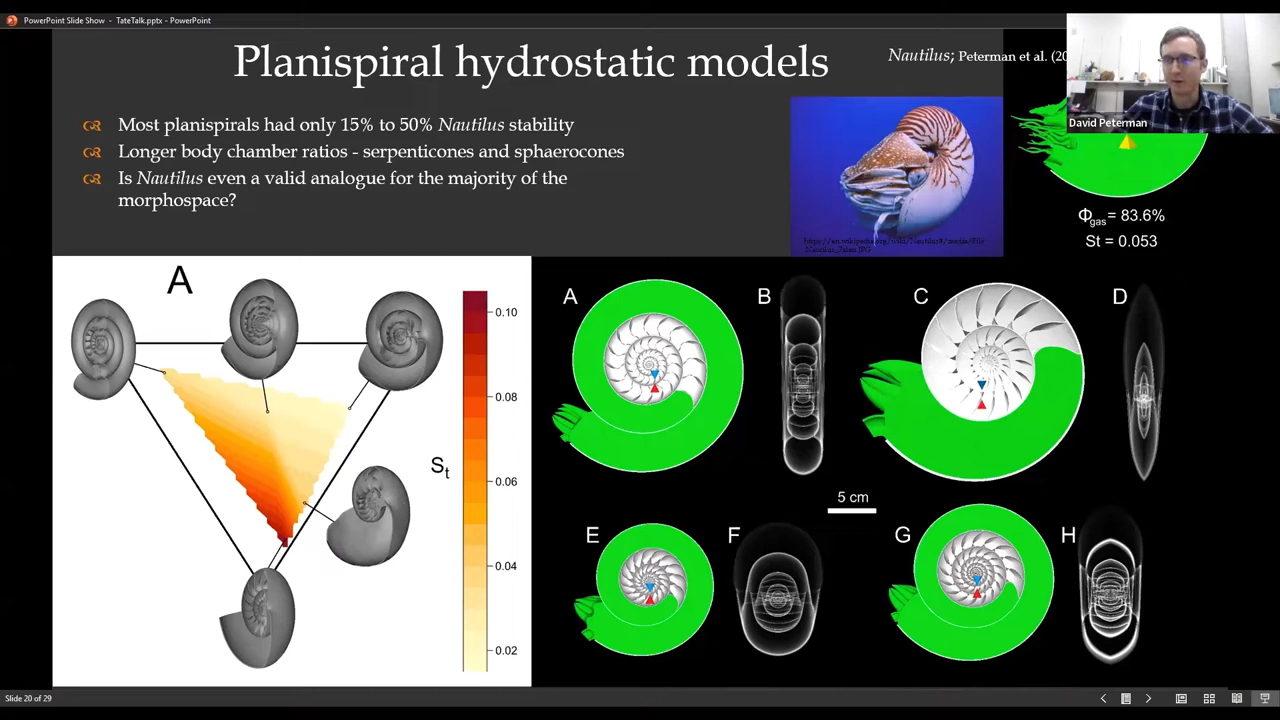 PowerPoint Slide Show - TateTalk.pptx - PowerPoint
Planispiral hydrostatic models
Nautilus; Peterman et al. (20
David Peterman
Most planispirals had only 15% to 50% Nautilus stability
Longer body chamber ratios - serpenticones and sphaerocones
Is Nautilus even a valid analogue for the majority of the
morphospace?
Φgas = 83.6%
St = 0.053
A
0.10
0.08
0.06
0.04
0.02
St
A
B
C
D
5 cm
E
F
G
H
Slide 20 of 29